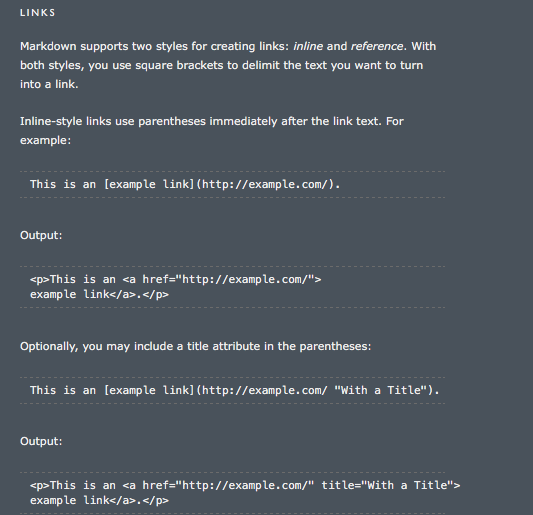 LINKS
Markdown supports two styles for creating links: inline and reference. With
both styles, you use square brackets to delimit the text you want to turn
into a link.
Inline-style links use parentheses immediately after the link text. For
example:
This is an [example link](http://example.com/).
Output:
<p>This is an <a href="http://example.com/">
example link</a>.</p>
Optionally, you may include a title attribute in the parentheses:
This is an [example link](http://example.com/ "With a Title").
Output:
<p>This is an <a href="http://example.com/" title="With a Title">
example link</a>.</p>